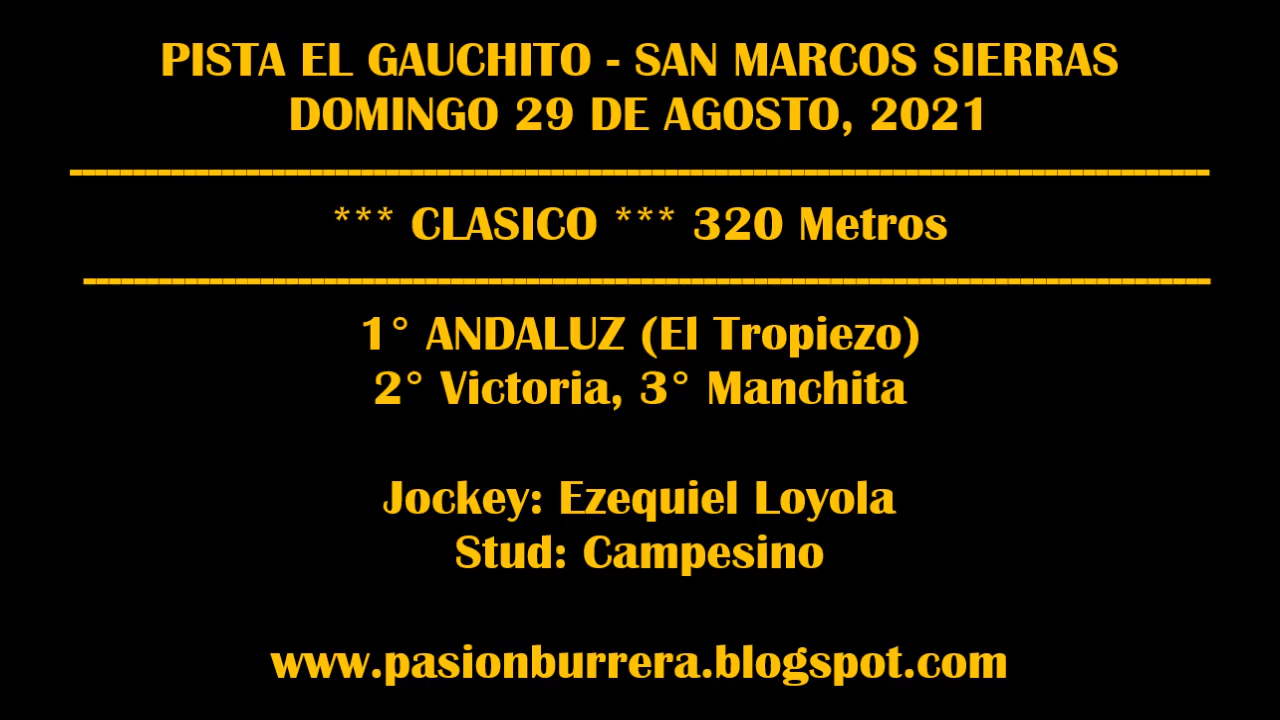 PISTA EL GAUCHITO - SAN MARCOS SIERRAS
DOMINGO 29 DE AGOSTO, 2021
*** CLASICO *** 320 Metros
1° ANDALUZ (El Tropiezo)
2° Victoria, 3° Manchita
Jockey: Ezequiel Loyola
Stud: Campesino
www.pasionburrera.blogspot.com